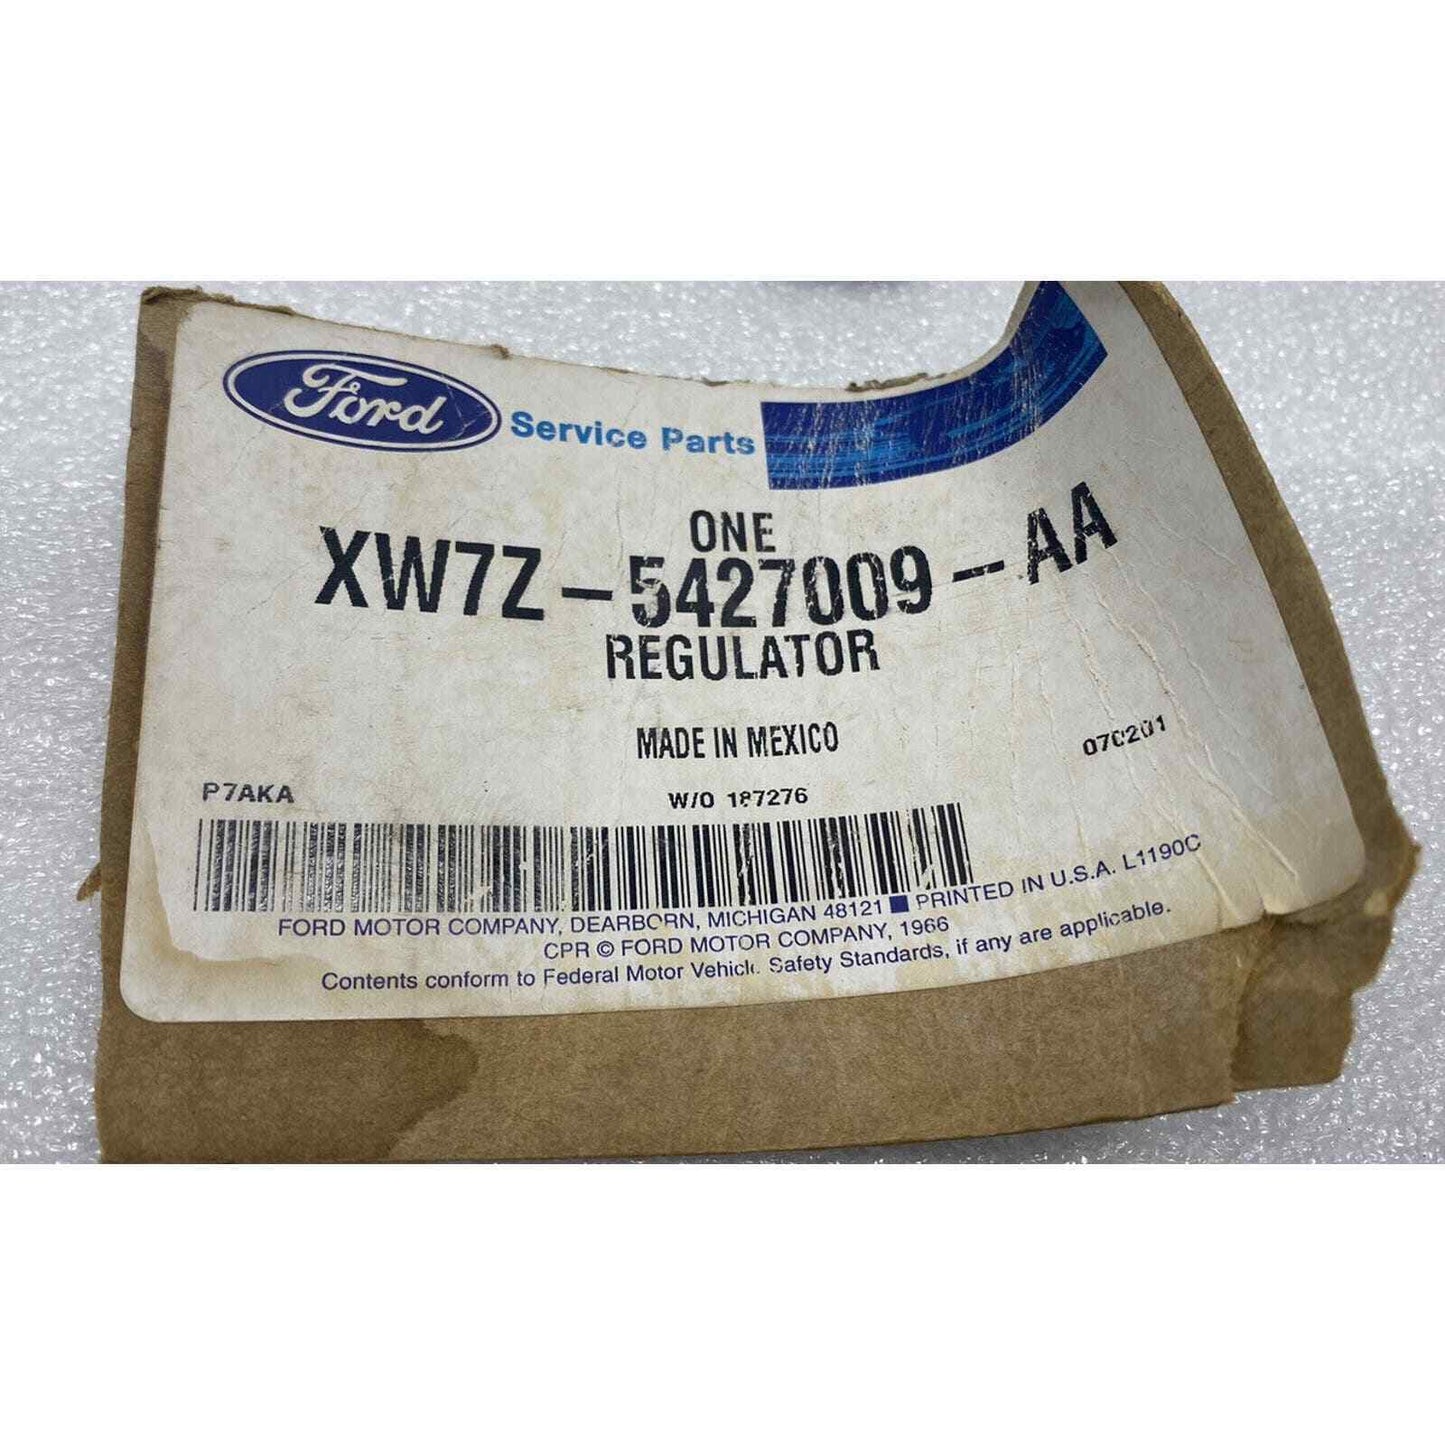 Ford Service Parts
ONE
XW7Z-5427009-AA
REGULATOR
MADE IN MEXICO
070201
P7AKA
W/O 187276
FORD MOTOR COMPANY, DEARBORN, MICHIGAN 48121 ■ PRINTED IN U.S.A. L1190C
CPR © FORD MOTOR COMPANY, 1966
Contents conform to Federal Motor Vehicle Safety Standards, if any are applicable.